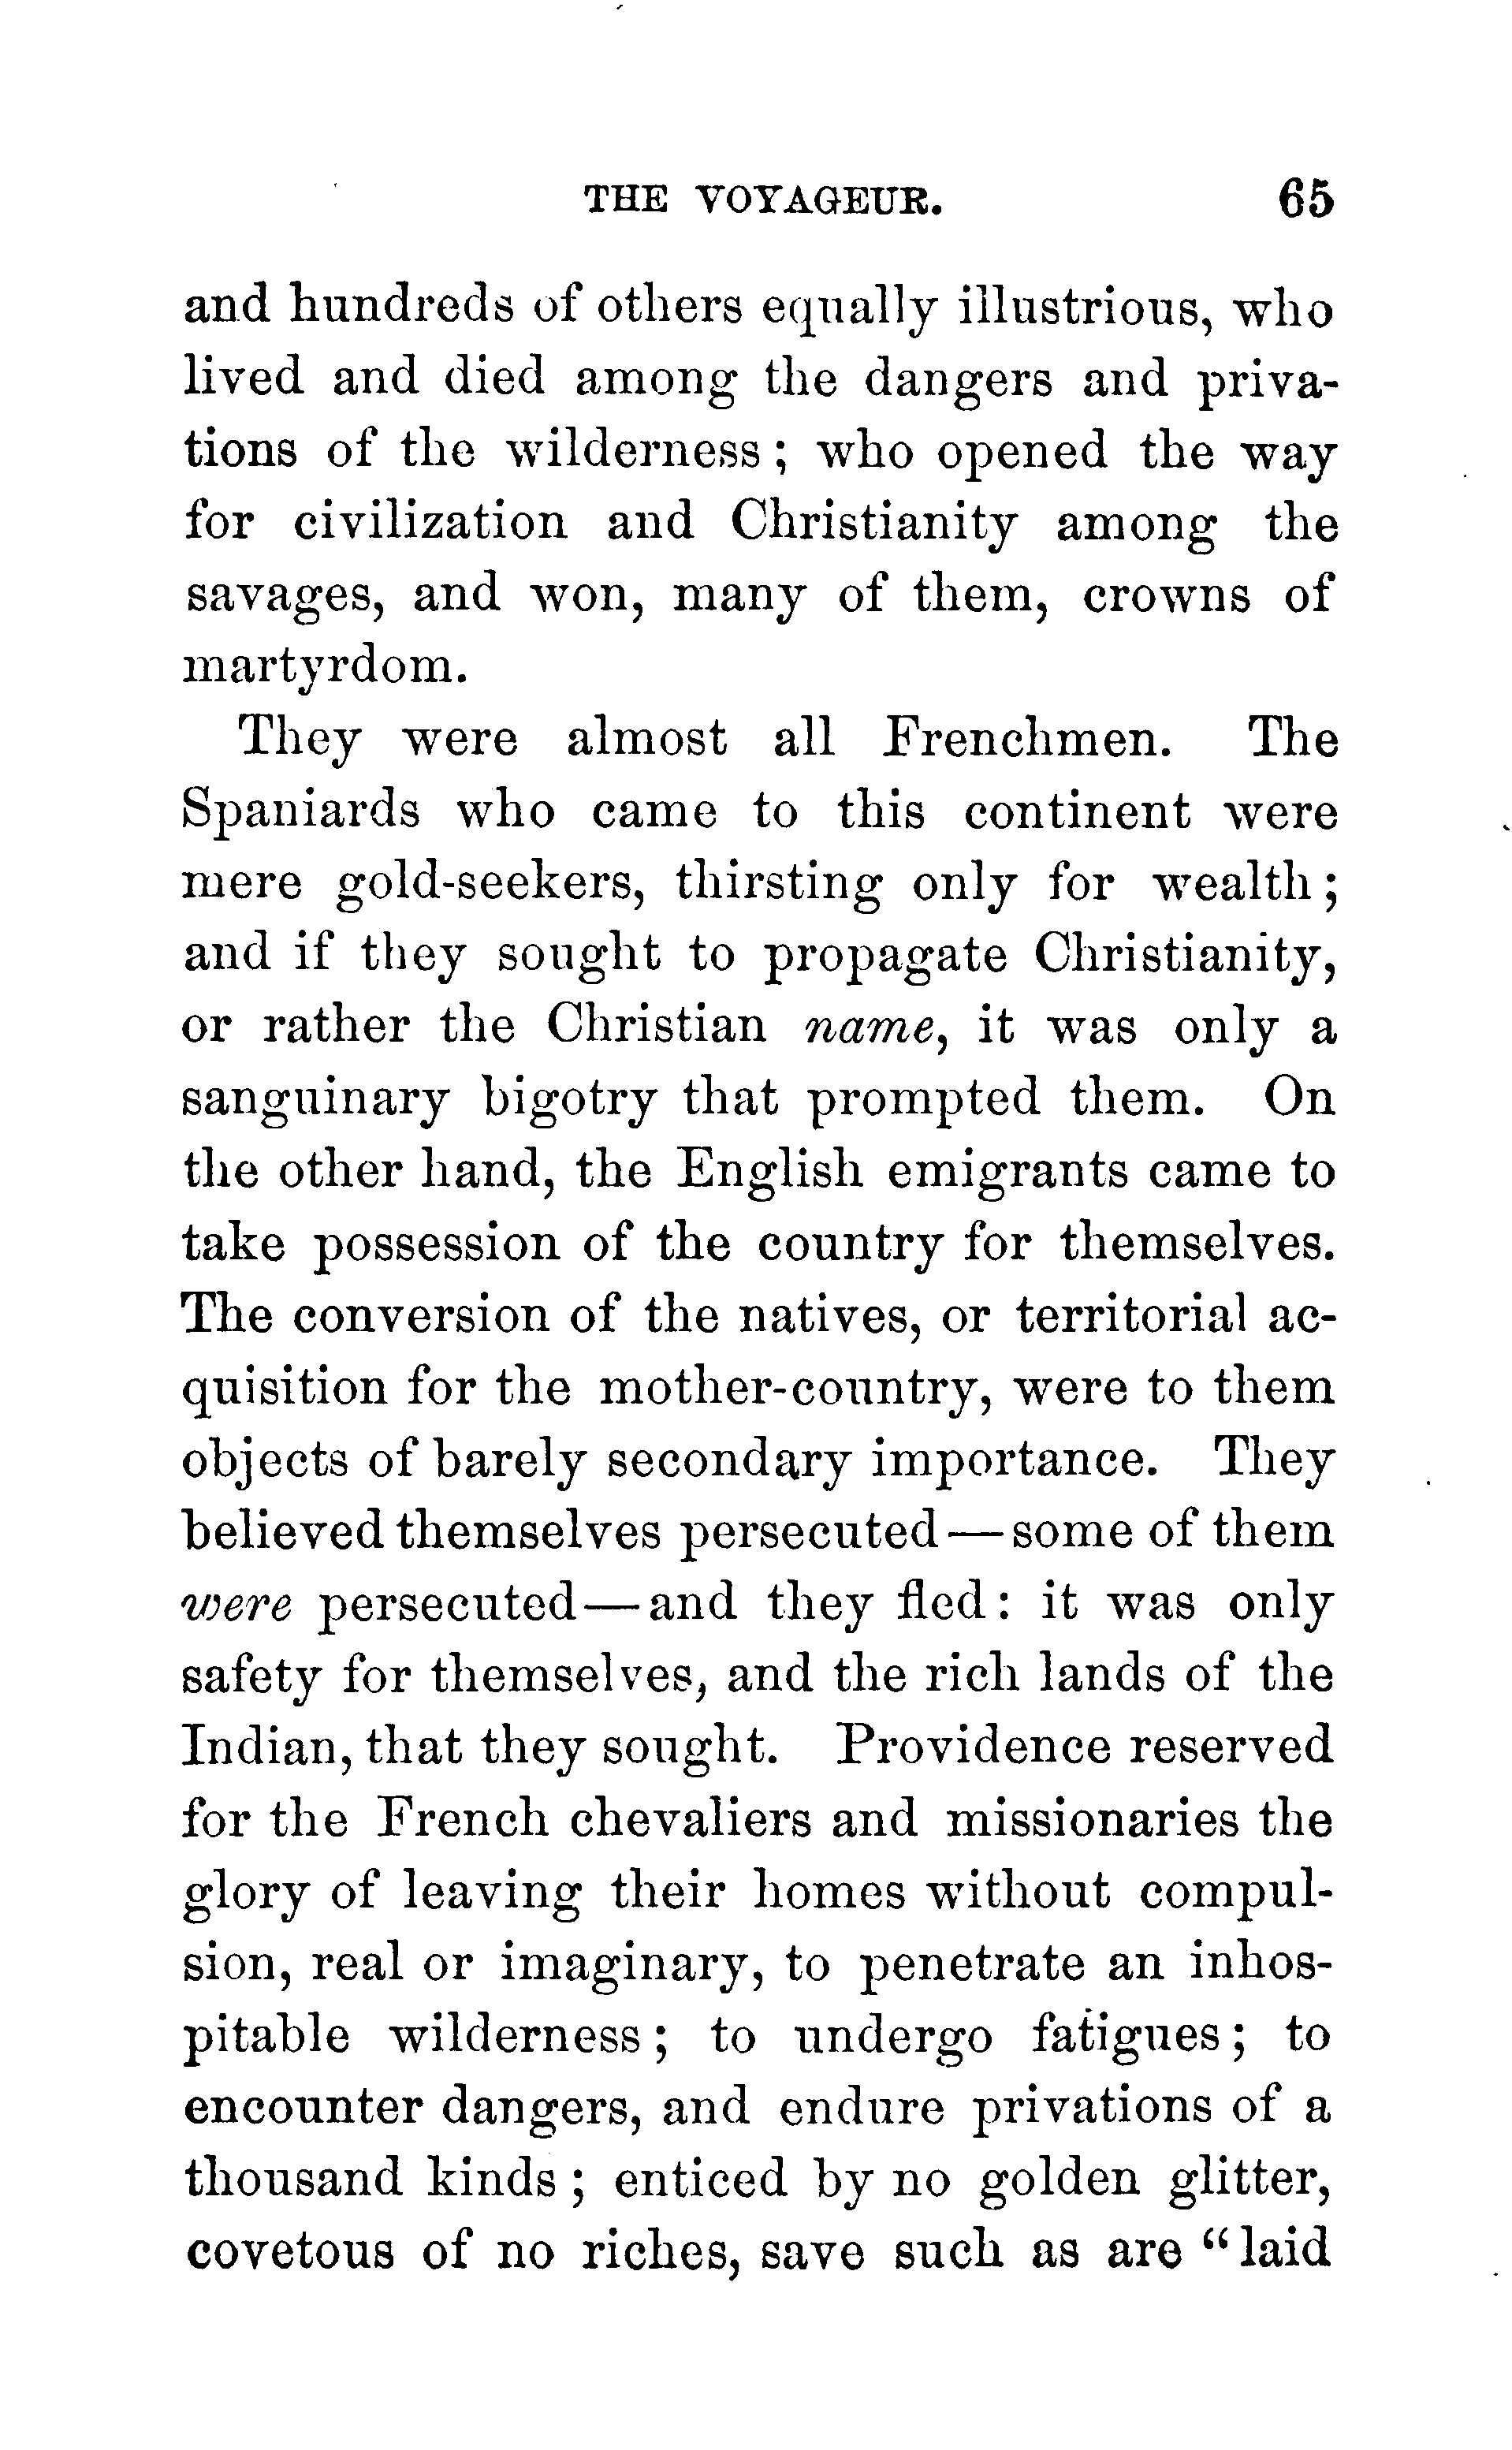 THE VOYAGEUR. 65
and hundreds of others equally illustrious, who
lived and died among the dangers and priva-
tions of the wilderness; who opened the way
for civilization and Christianity among the
savages, and won, many of them, crowns of
martyrdom.
They were almost all Frenchmen. The
Spaniards who came to this continent were
mere gold-seekers, thirsting only for wealth;
and if they sought to propagate Christianity,
or rather the Christian name, it was only a
sanguinary bigotry that prompted them. On
the other hand, the English emigrants came to
take possession of the country for themselves.
The conversion of the natives, or territorial ac-
quisition for the mother-country, were to them
objects of barely secondary importance. They
believed themselves persecuted—some of them
were persecuted—and they fled: it was only
safety for themselves, and the rich lands of the
Indian, that they sought. Providence reserved
for the French chevaliers and missionaries the
glory of leaving their homes without compul-
sion, real or imaginary, to penetrate an inhos-
pitable wilderness; to undergo fatigues; to
encounter dangers, and endure privations of a
thousand kinds; enticed by no golden glitter,
covetous of no riches, save such as are "laid